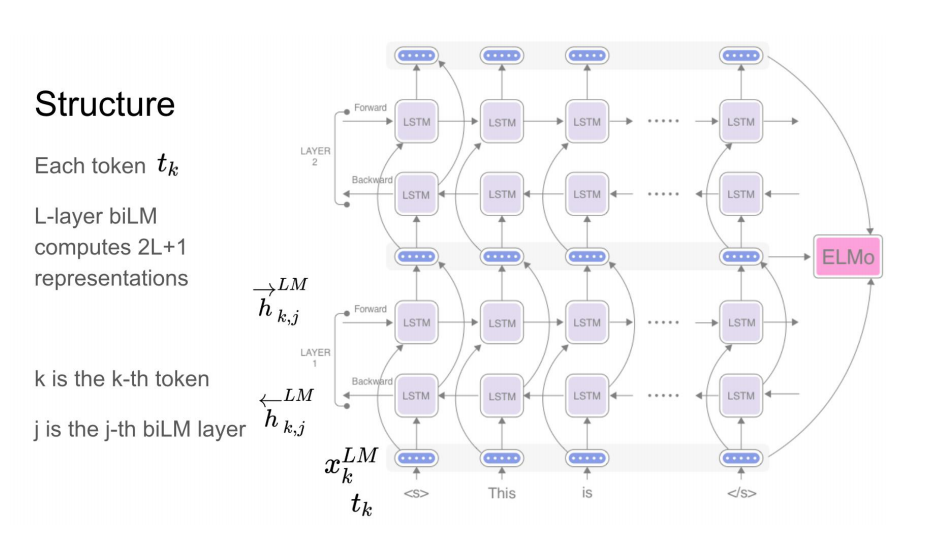 Structure
Each token t_k
L-layer biLM
computes 2L+1
representations
\overrightarrow{h}_{k,j}^{LM}
k is the k-th token
\overleftarrow{h}_{k,j}^{LM}
j is the j-th biLM layer
x_k^{LM}
t_k
Forward
LSTM LSTM LSTM ····· LSTM
LAYER
2
Backward
LSTM LSTM LSTM ····· LSTM
ELMo
Forward
LSTM LSTM LSTM ····· LSTM
LAYER
1
Backward
LSTM LSTM LSTM ····· LSTM
<s> This is </s>